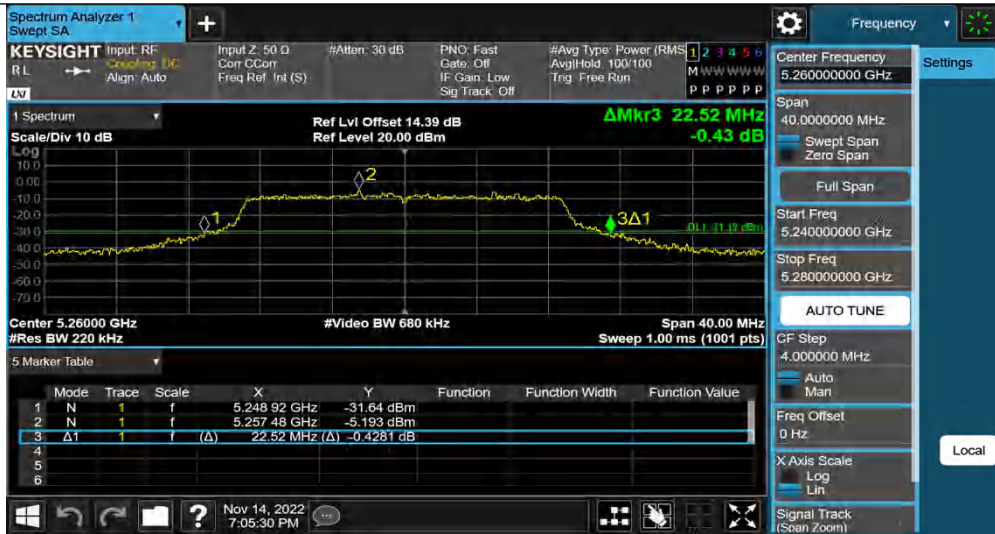 Spectrum Analyzer 1
Swept SA
+
Frequency
KEYSIGHT
RL
LXI
Input: RF
Coupling: DC
Align: Auto
Input Z: 50 Ω
Corr CCorr
Freq Ref: Int (S)
#Atten: 30 dB
PNO: Fast
Gate: Off
IF Gain: Low
Sig Track: Off
#Avg Type: Power (RMS
Avg|Hold: 100/100
Trig: Free Run
1 2 3 4 5 6
M W W W W W
P P P P P P
1 Spectrum
Scale/Div 10 dB
Ref Lvl Offset 14.39 dB
Ref Level 20.00 dBm
ΔMkr3 22.52 MHz
-0.43 dB
Log
10.0
0.00
-10.0
-20.0
-30.0
-40.0
-50.0
-60.0
-70.0
2
1
3Δ1
Center 5.26000 GHz
#Video BW 680 kHz
Span 40.00 MHz
#Res BW 220 kHz
Sweep 1.00 ms (1001 pts)
5 Marker Table
Mode Trace Scale X Y Function Function Width Function Value
1 N 1 f 5.248 92 GHz -31.64 dBm
2 N 1 f 5.257 48 GHz -5.193 dBm
3 Δ1 1 f (Δ) 22.52 MHz (Δ) -0.4281 dB
4
5
6
?
Nov 14, 2022
7:05:30 PM
Center Frequency
5.260000000 GHz
Settings
Span
40.0000000 MHz
Swept Span
Zero Span
Full Span
Start Freq
5.240000000 GHz
Stop Freq
5.280000000 GHz
AUTO TUNE
CF Step
4.000000 MHz
Auto
Man
Freq Offset
0 Hz
X Axis Scale
Log
Lin
Local
Signal Track
(Span Zoom)